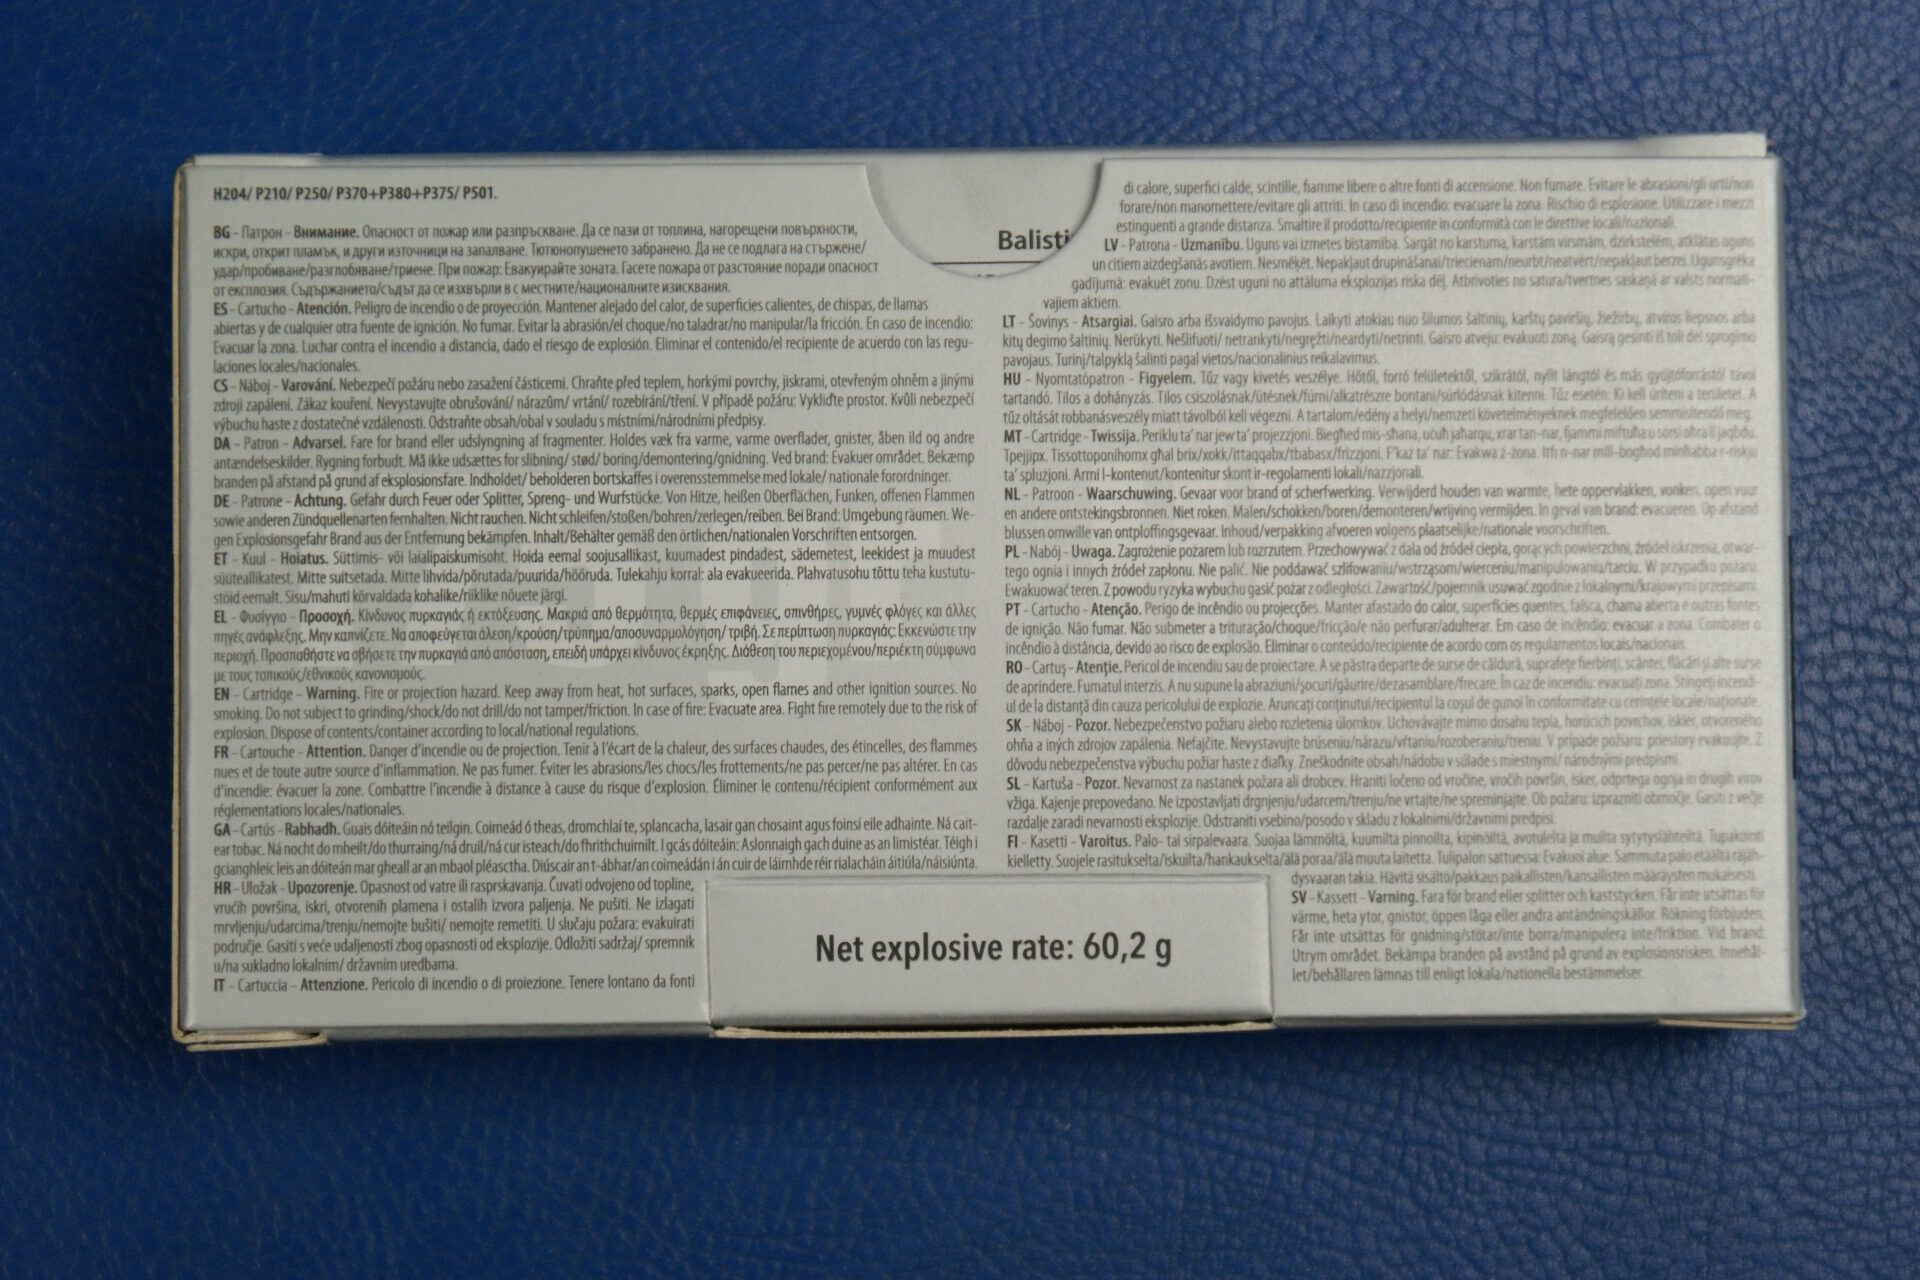 H204/ P210/ P250/ P370+P380+P375/ P501.
BG - Патрон - Внимание. Опасност от пожар или разпръскване. Да се пази от топлина, нагорещени повърхности,
искри, открит пламък, и други източници на запалване. Тютюнопушенето забранено. Да не се подлага на стържене/
удар/пробиване/разглобяване/триене. При пожар: Евакуирайте зоната. Гасете пожара от разстояние поради опасност
от експлозия. Съдържанието/съдът да се изхвърли в с местните/националните изисквания.
ES - Cartucho - Atención. Peligro de incendio o de proyección. Mantener alejado del calor, de superficies calientes, de chispas, de llamas
abiertas y de cualquier otra fuente de ignición. No fumar. Evitar la abrasión/el choque/no taladrar/no manipular/la fricción. En caso de incendio:
Evacuar la zona. Luchar contra el incendio a distancia, dado el riesgo de explosión. Eliminar el contenido/el recipiente de acuerdo con las regu-
laciones locales/nacionales.
CS - Náboj - Varování. Nebezpečí požáru nebo zasažení částicemi. Chraňte před teplem, horkými povrchy, jiskrami, otevřeným ohněm a jinými
zdroji zapálení. Zákaz kouření. Nevystavujte obrušování/ nárazům/ vrtání/ rozebírání/tření. V případě požáru: Vykliďte prostor. Kvůli nebezpečí
výbuchu haste z dostatečné vzdálenosti. Odstraňte obsah/obal v souladu s místními/národními předpisy.
DA - Patron - Advarsel. Fare for brand eller udslyngning af fragmenter. Holdes væk fra varme, varme overflader, gnister, åben ild og andre
antændelseskilder. Rygning forbudt. Må ikke udsættes for slibning/ stød/ boring/demontering/gnidning. Ved brand: Evakuer området. Bekæmp
branden på afstand på grund af eksplosionsfare. Indholdet/ beholderen bortskaffes i overensstemmelse med lokale/ nationale forordninger.
DE - Patrone - Achtung. Gefahr durch Feuer oder Splitter, Spreng- und Wurfstücke. Von Hitze, heißen Oberflächen, Funken, offenen Flammen
sowie anderen Zündquellenarten fernhalten. Nicht rauchen. Nicht schleifen/stoßen/bohren/zerlegen/reiben. Bei Brand: Umgebung räumen. We-
gen Explosionsgefahr Brand aus der Entfernung bekämpfen. Inhalt/Behälter gemäß den örtlichen/nationalen Vorschriften entsorgen.
ET - Kuul - Hoiatus. Süttimis- või laialipaiskumisoht. Hoida eemal soojusallikast, kuumadest pindadest, sädemetest, leekidest ja muudest
süüteallikatest. Mitte suitsetada. Mitte lihvida/põrutada/puurida/hõõruda. Tulekahju korral: ala evakueerida. Plahvatusohu tõttu teha kustutu-
stöid eemalt. Sisu/mahuti kõrvaldada kohalike/riiklike nõuete järgi.
EL - Φυσίγγιο - Προσοχή. Κίνδυνος πυρκαγιάς ή εκτόξευσης. Μακριά από θερμότητα, θερμές επιφάνειες, σπινθήρες, γυμνές φλόγες και άλλες
πηγές ανάφλεξης. Μην καπνίζετε. Να αποφεύγεται άλεση/κρούση/τρύπημα/αποσυναρμολόγηση/ τριβή. Σε περίπτωση πυρκαγιάς: Εκκενώστε την
περιοχή. Προσπαθήστε να σβήσετε την πυρκαγιά από απόσταση, επειδή υπάρχει κίνδυνος έκρηξης. Διάθεση του περιεχομένου/περιέκτη σύμφωνα
με τους τοπικούς/εθνικούς κανονισμούς.
EN - Cartridge - Warning. Fire or projection hazard. Keep away from heat, hot surfaces, sparks, open flames and other ignition sources. No
smoking. Do not subject to grinding/shock/do not drill/do not tamper/friction. In case of fire: Evacuate area. Fight fire remotely due to the risk of
explosion. Dispose of contents/container according to local/national regulations.
FR - Cartouche - Attention. Danger d'incendie ou de projection. Tenir à l'écart de la chaleur, des surfaces chaudes, des étincelles, des flammes
nues et de toute autre source d'inflammation. Ne pas fumer. Éviter les abrasions/les chocs/les frottements/ne pas percer/ne pas altérer. En cas
d'incendie: évacuer la zone. Combattre l'incendie à distance à cause du risque d'explosion. Éliminer le contenu/récipient conformément aux
réglementations locales/nationales.
GA - Cartús - Rabhadh. Guais dóiteáin nó teilgin. Coimeád ó theas, dromchlaí te, splancacha, lasair gan chosaint agus foinsí eile adhainte. Ná cait-
ear tobac. Ná nocht do mheilt/do thurraing/ná druil/ná cur isteach/do fhrithchuimilt. I gcás dóiteáin: Aslonnaigh gach duine as an limistéar. Téigh i
gcianghleic leis an dóiteán mar gheall ar an mbaol pléasctha. Diúscair an t-ábhar/an coimeádán i án cuir de láimhde réir rialacháin áitiúla/náisiúnta.
HR - Uložak - Upozorenje. Opasnost od vatre ili rasprskavanja. Čuvati odvojeno od topline,
vrućih površina, iskri, otvorenih plamena i ostalih izvora paljenja. Ne pušiti. Ne izlagati
mrvljenju/udarcima/trenju/nemojte bušiti/ nemojte remetiti. U slučaju požara: evakuirati
područje. Gasiti s veće udaljenosti zbog opasnosti od eksplozije. Odložiti sadržaj/ spremnik
u/na sukladno lokalnim/ državnim uredbama.
IT - Cartuccia - Attenzione. Pericolo di incendio o di proiezione. Tenere lontano da fonti
Balisti
di calore, superfici calde, scintille, fiamme libere o altre fonti di accensione. Non fumare. Evitare le abrasioni/gli urti/non
forare/non manomettere/evitare gli attriti. In caso di incendio: evacuare la zona. Rischio di esplosione. Utilizzare i mezzi
estinguenti a grande distanza. Smaltire il prodotto/recipiente in conformità con le direttive locali/nazionali.
LV - Patrona - Uzmanību. Uguns vai izmetes bīstamība. Sargāt no karstuma, karstām virsmām, dzirkstelēm, atklātas uguns
un citiem aizdegšanās avotiem. Nesmēķēt. Nepakļaut drupināšanai/triecienam/neurbt/neatvērt/nepakļaut berzei. Ugunsgrēka
gadījumā: evakuēt zonu. Dzēst uguni no attāluma eksplozijas riska dēļ. Atbrīvoties no satura/tvertnes saskaņā ar valsts normatī-
vajiem aktiem.
LT - Šovinys - Atsargiai. Gaisro arba išsvaidymo pavojus. Laikyti atokiau nuo šilumos šaltinių, karštų paviršių, žiežirbų, atviros liepsnos arba
kitų degimo šaltinių. Nerūkyti. Nešlifuoti/ netrankyti/negręžti/neardyti/netrinti. Gaisro atveju: evakuoti zoną. Gaisrą gesinti iš toli dėl sprogimo
pavojaus. Turinį/talpyklą šalinti pagal vietos/nacionalinius reikalavimus.
HU - Nyomtatópatron - Figyelem. Tűz vagy kivetés veszélye. Hőtől, forró felületektől, szikrától, nyílt lángtól és más gyújtóforrástól távol
tartandó. Tilos a dohányzás. Tilos csiszolásnak/ütésnek/fúrni/alkatrészre bontani/súrlódásnak kitenni. Tűz esetén: Ki kell üríteni a területet. A
tűz oltását robbanásveszély miatt távolból kell végezni. A tartalom/edény a helyi/nemzeti követelményeknek megfelelően semmisítendő meg.
MT - Cartridge - Twissija. Periklu ta' nar jew ta' projezzjoni. Biegħed mis-sħana, uċuħ jaħarqu, xrar tan-nar, fjammi miftuħa u sorsi oħra li jaqbdu.
Tpejjipx. Tissottoponihomx għal brix/xokk/ittaqqabx/tbabasx/frizzjoni. F'każ ta' nar: Evakwa ż-żona. Itfi n-nar mill-bogħod minħabba r-riskju
ta' splużjoni. Armi l-kontenut/kontenitur skont ir-regolamenti lokali/nazzjonali.
NL - Patroon - Waarschuwing. Gevaar voor brand of scherfwerking. Verwijderd houden van warmte, hete oppervlakken, vonken, open vuur
en andere ontstekingsbronnen. Niet roken. Malen/schokken/boren/demonteren/wrijving vermijden. In geval van brand: evacueren. Op afstand
blussen omwille van ontploffingsgevaar. Inhoud/verpakking afvoeren volgens plaatselijke/nationale voorschriften.
PL - Nabój - Uwaga. Zagrożenie pożarem lub rozrzutem. Przechowywać z dala od źródeł ciepła, gorących powierzchni, źródeł iskrzenia, otwar-
tego ognia i innych źródeł zapłonu. Nie palić. Nie poddawać szlifowaniu/wstrząsom/wierceniu/manipulowaniu/tarciu. W przypadku pożaru:
Ewakuować teren. Z powodu ryzyka wybuchu gasić pożar z odległości. Zawartość/pojemnik usuwać zgodnie z lokalnymi/krajowymi przepisami.
PT - Cartucho - Atenção. Perigo de incêndio ou projecções. Manter afastado do calor, superfícies quentes, faísca, chama aberta e outras fontes
de ignição. Não fumar. Não submeter a trituração/choque/fricção/e não perfurar/adulterar. Em caso de incêndio: evacuar a zona. Combater o
incêndio à distância, devido ao risco de explosão. Eliminar o conteúdo/recipiente de acordo com os regulamentos locais/nacionais.
RO - Cartuş - Atenţie. Pericol de incendiu sau de proiectare. A se păstra departe de surse de căldură, suprafeţe fierbinţi, scântei, flăcări şi alte surse
de aprindere. Fumatul interzis. A nu supune la abraziuni/şocuri/găurire/dezasamblare/frecare. În caz de incendiu: evacuaţi zona. Stingeţi incendi-
ul de la distanţă din cauza pericolului de explozie. Aruncaţi conţinutul/recipientul la coşul de gunoi în conformitate cu cerinţele locale/naţionale.
SK - Náboj - Pozor. Nebezpečenstvo požiaru alebo rozletenia úlomkov. Uchovávajte mimo dosahu tepla, horúcich povrchov, iskier, otvoreného
ohňa a iných zdrojov zapálenia. Nefajčite. Nevystavujte brúseniu/nárazu/vŕtaniu/rozoberaniu/treniu. V prípade požiaru: priestory evakuujte. Z
dôvodu nebezpečenstva výbuchu požiar haste z diaľky. Zneškodnite obsah/nádobu v súlade s miestnymi/ národnými predpismi.
SL - Kartuša - Pozor. Nevarnost za nastanek požara ali drobcev. Hraniti ločeno od vročine, vročih površin, isker, odprtega ognja in drugih virov
vžiga. Kajenje prepovedano. Ne izpostavljati drgnjenju/udarcem/trenju/ne vrtajte/ne spreminjajte. Ob požaru: izprazniti območje. Gasiti z večje
razdalje zaradi nevarnosti eksplozije. Odstraniti vsebino/posodo v skladu z lokalnimi/državnimi predpisi.
FI - Kasetti - Varoitus. Palo- tai sirpalevaara. Suojaa lämmöltä, kuumilta pinnoilta, kipinöiltä, avotulelta ja muilta sytytyslähteiltä. Tupakointi
kielletty. Suojele rasitukselta/iskuilta/hankaukselta/älä poraa/älä muuta laitetta. Tulipalon sattuessa: Evakuoi alue. Sammuta palo etäältä räjäh-
dysvaaran takia. Hävitä sisältö/pakkaus paikallisten/kansallisten määräysten mukaisesti.
SV - Kassett - Varning. Fara för brand eller splitter och kaststycken. Får inte utsättas för
värme, heta ytor, gnistor, öppen låga eller andra antändningskällor. Rökning förbjuden.
Får inte utsättas för gnidning/stötar/inte borra/manipulera inte/friktion. Vid brand:
Utrym området. Bekämpa branden på avstånd på grund av explosionsrisken. Innehål-
let/behållaren lämnas till enligt lokala/nationella bestämmelser.
Net explosive rate: 60,2 g